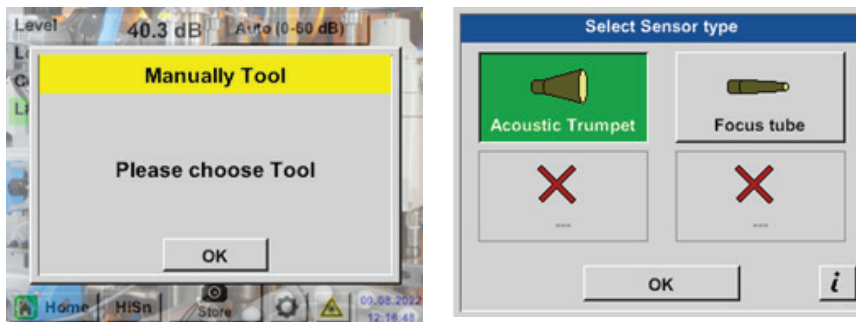 Level 40.3 dB Auto (0-60 dB)
Manually Tool
Please choose Tool
OK
Home HiSn Store 09.08.2022
12:16:48
Select Sensor type
Acoustic Trumpet Focus tube
--- ---
OK i